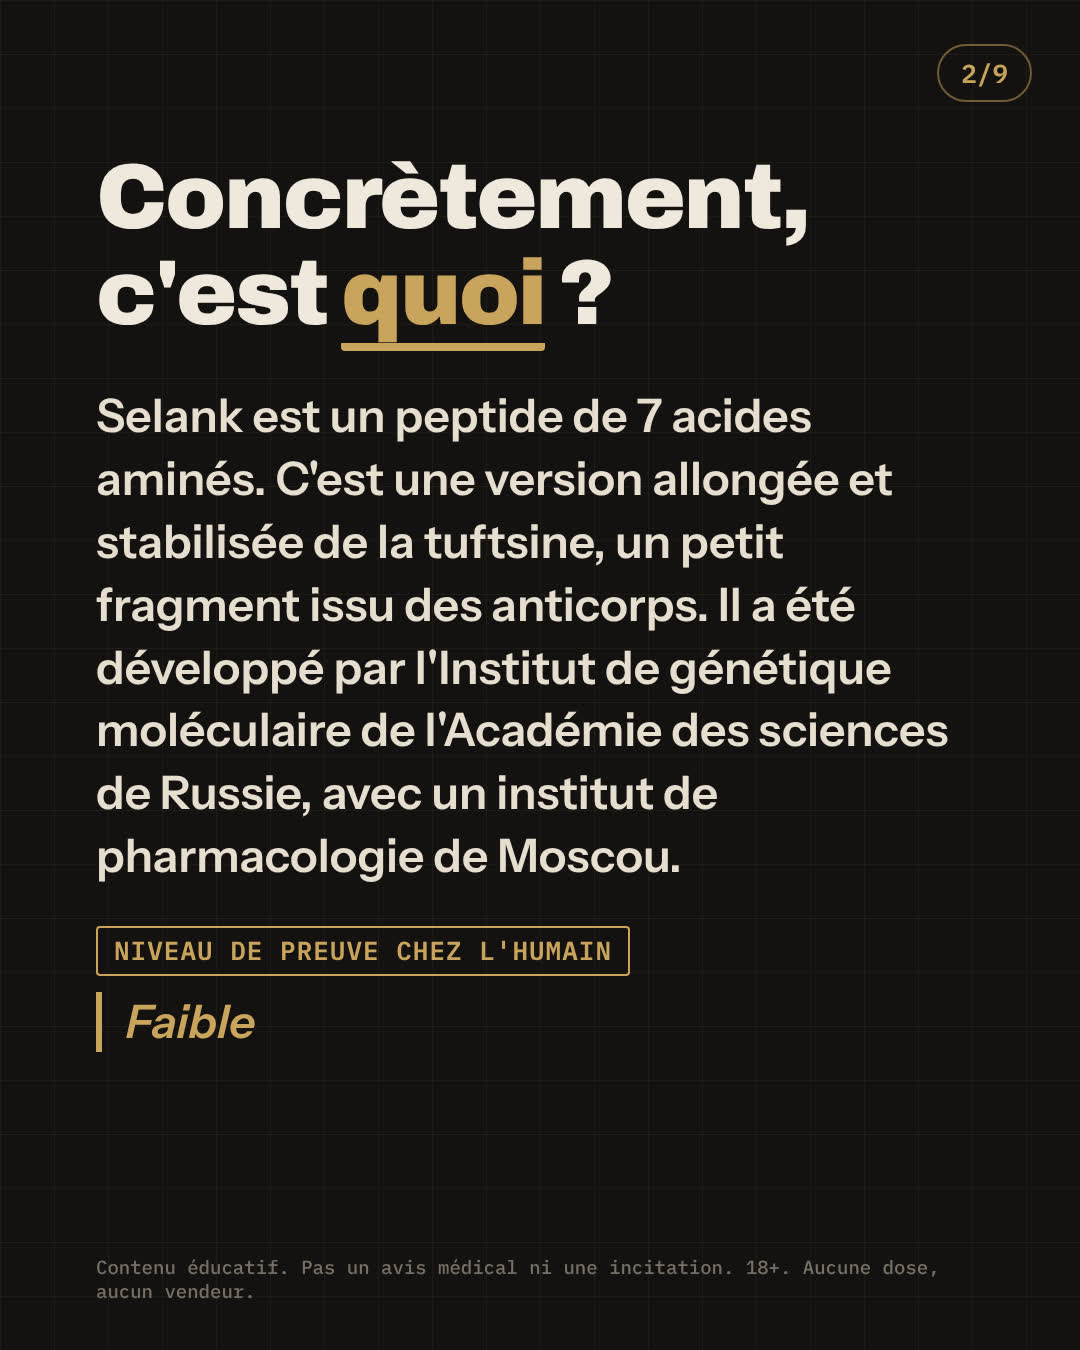 2/9
Concrètement,
c'est quoi ?
Selank est un peptide de 7 acides
aminés. C'est une version allongée et
stabilisée de la tuftsine, un petit
fragment issu des anticorps. Il a été
développé par l'Institut de génétique
moléculaire de l'Académie des sciences
de Russie, avec un institut de
pharmacologie de Moscou.
NIVEAU DE PREUVE CHEZ L'HUMAIN
Faible
Contenu éducatif. Pas un avis médical ni une incitation. 18+. Aucune dose,
aucun vendeur.